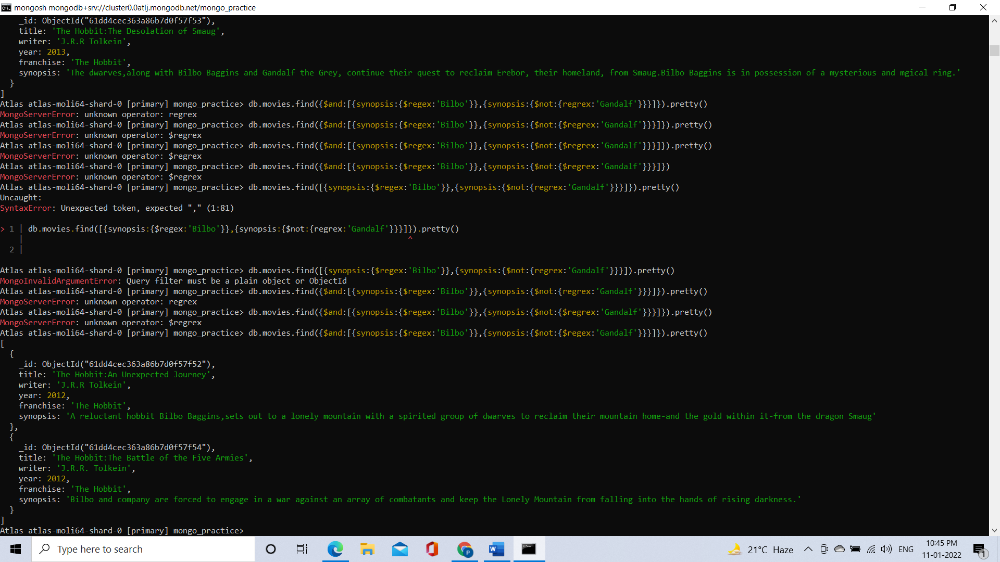 mongosh mongodb+srv://cluster0.0atlj.mongodb.net/mongo_practice
_id: ObjectId("61dd4cec363a86b7d0f57f53"),
title: 'The Hobbit:The Desolation of Smaug',
writer: 'J.R.R Tolkein',
year: 2013,
franchise: 'The Hobbit',
synopsis: 'The dwarves,along with Bilbo Baggins and Gandalf the Grey, continue their quest to reclaim Erebor, their homeland, from Smaug.Bilbo Baggins is in possession of a mysterious and mgical ring.'
}
]
Atlas atlas-moli64-shard-0 [primary] mongo_practice> db.movies.find({$and:[{synopsis:{$regex:'Bilbo'}},{synopsis:{$not:{regrex:'Gandalf'}}}]}).pretty()
MongoServerError: unknown operator: regrex
Atlas atlas-moli64-shard-0 [primary] mongo_practice> db.movies.find({$and:[{synopsis:{$regex:'Bilbo'}},{synopsis:{$not:{$regrex:'Gandalf'}}}]}).pretty()
MongoServerError: unknown operator: $regrex
Atlas atlas-moli64-shard-0 [primary] mongo_practice> db.movies.find({$and:[{synopsis:{$regex:'Bilbo'}},{synopsis:{$not:{$regrex:'Gandalf'}}}]}).pretty()
MongoServerError: unknown operator: $regrex
Atlas atlas-moli64-shard-0 [primary] mongo_practice> db.movies.find({$and:[{synopsis:{$regex:'Bilbo'}},{synopsis:{$not:{$regrex:'Gandalf'}}}]})
MongoServerError: unknown operator: $regrex
Atlas atlas-moli64-shard-0 [primary] mongo_practice> db.movies.find([{synopsis:{$regex:'Bilbo'}},{synopsis:{$not:{regrex:'Gandalf'}}}]}).pretty()
Uncaught:
SyntaxError: Unexpected token, expected "," (1:81)
> 1 | db.movies.find([{synopsis:{$regex:'Bilbo'}},{synopsis:{$not:{regrex:'Gandalf'}}}]}).pretty()
| ^
2 |
Atlas atlas-moli64-shard-0 [primary] mongo_practice> db.movies.find([{synopsis:{$regex:'Bilbo'}},{synopsis:{$not:{regrex:'Gandalf'}}}]).pretty()
MongoInvalidArgumentError: Query filter must be a plain object or ObjectId
Atlas atlas-moli64-shard-0 [primary] mongo_practice> db.movies.find({$and:[{synopsis:{$regex:'Bilbo'}},{synopsis:{$not:{regrex:'Gandalf'}}}]}).pretty()
MongoServerError: unknown operator: regrex
Atlas atlas-moli64-shard-0 [primary] mongo_practice> db.movies.find({$and:[{synopsis:{$regex:'Bilbo'}},{synopsis:{$not:{$regrex:'Gandalf'}}}]}).pretty()
MongoServerError: unknown operator: $regrex
Atlas atlas-moli64-shard-0 [primary] mongo_practice> db.movies.find({$and:[{synopsis:{$regex:'Bilbo'}},{synopsis:{$not:{$regex:'Gandalf'}}}]}).pretty()
[
{
_id: ObjectId("61dd4cec363a86b7d0f57f52"),
title: 'The Hobbit:An Unexpected Journey',
writer: 'J.R.R Tolkein',
year: 2012,
franchise: 'The Hobbit',
synopsis: 'A reluctant hobbit Bilbo Baggins,sets out to a lonely mountain with a spirited group of dwarves to reclaim their mountain home-and the gold within it-from the dragon Smaug'
},
{
_id: ObjectId("61dd4cec363a86b7d0f57f54"),
title: 'The Hobbit:The Battle of the Five Armies',
writer: 'J.R.R. Tolkein',
year: 2012,
franchise: 'The Hobbit',
synopsis: 'Bilbo and company are forced to engage in a war against an array of combatants and keep the Lonely Mountain from falling into the hands of rising darkness.'
}
]
Atlas atlas-moli64-shard-0 [primary] mongo_practice>
Type here to search
21°C Haze
ENG
10:45 PM
11-01-2022
1